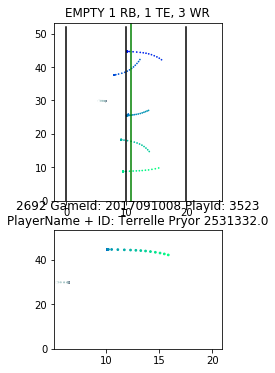 EMPTY 1 RB, 1 TE, 3 WR
50
40
30
20
10
0
0 10 20
2692 GameId: 2017091008 PlayId: 3523
PlayerName + ID: Terrelle Pryor 2531332.0
40
20
0
10 15 20